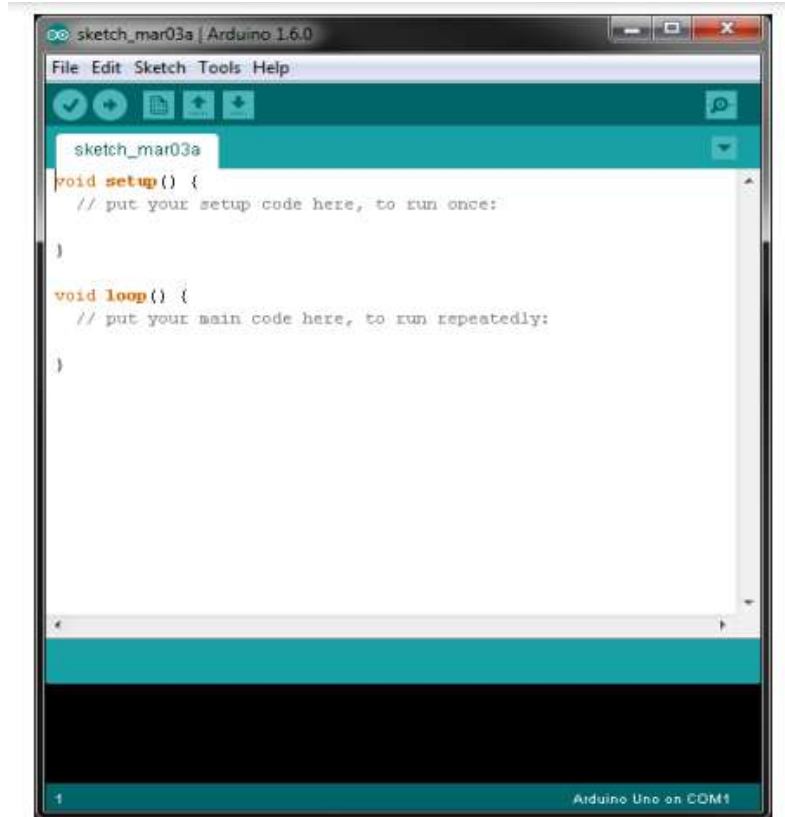 sketch_mar03a | Arduino 1.6.0
File Edit Sketch Tools Help
sketch_mar03a
void setup() {
  // put your setup code here, to run once:
}
void loop() {
  // put your main code here, to run repeatedly:
}
1
Arduino Uno on COM1